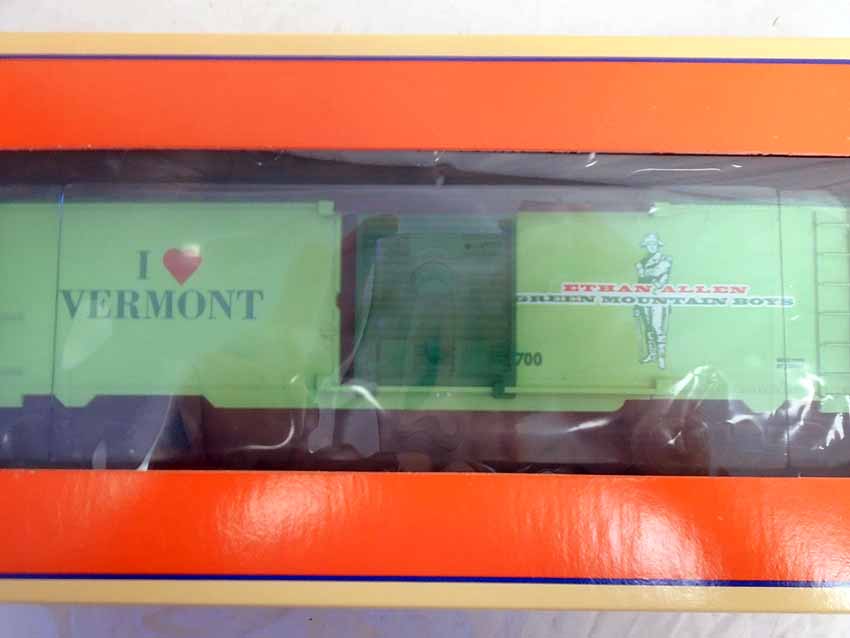 I ❤
VERMONT
ETHAN ALLEN
GREEN MOUNTAIN BOYS
700